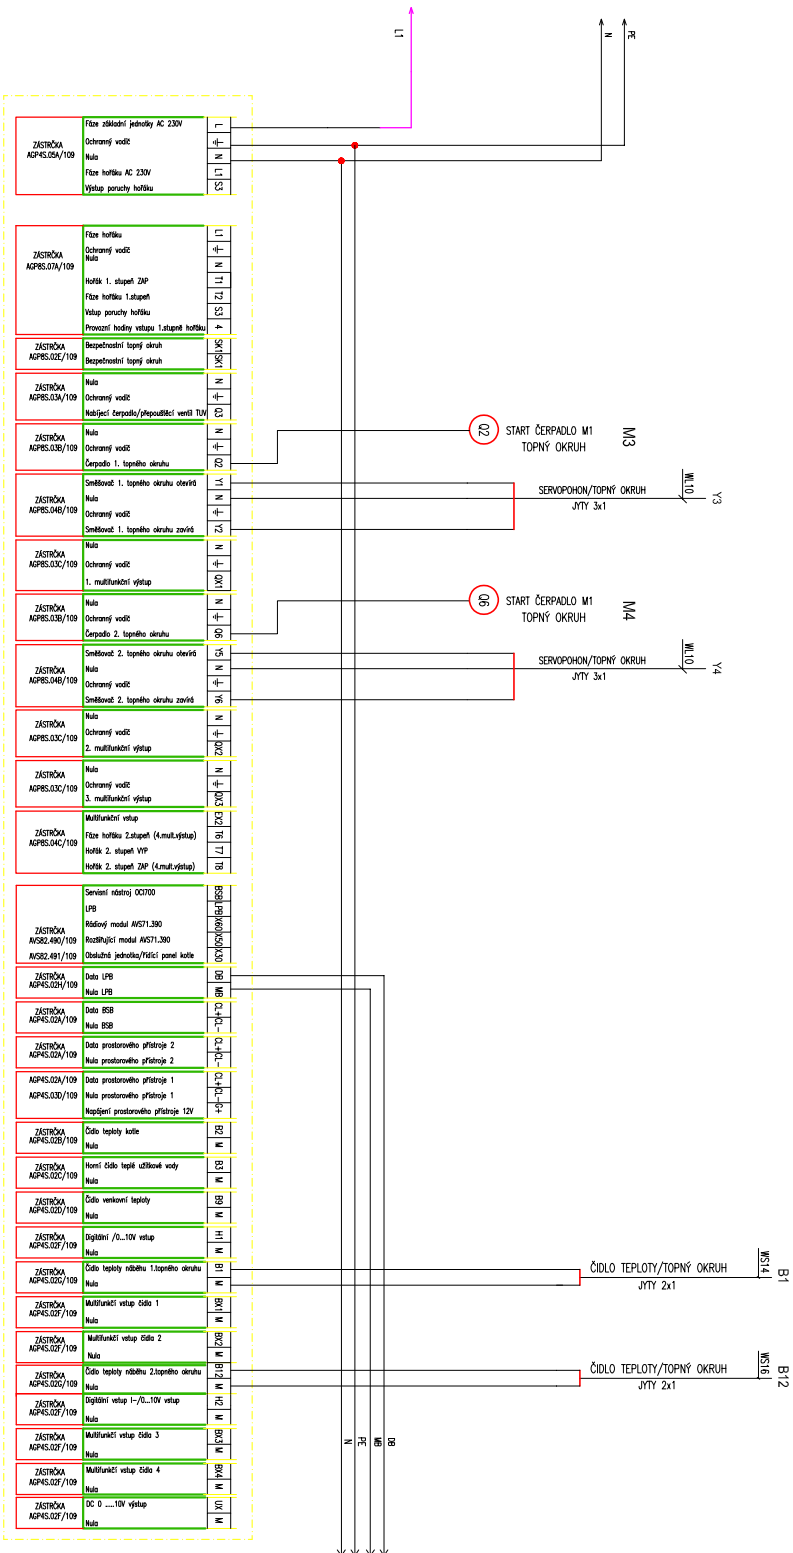 L1
N
PE
ZÁSTRČKA
AGP4S.05A/109
Fáze základní jednotky AC 230V
L
Ochranný vodič
Nula
N
Fáze hořáku AC 230V
L1
Výstup poruchy hořáku
S3
ZÁSTRČKA
AGP8S.07A/109
Fáze hořáku
L1
Ochranný vodič
Nula
N
Hořák 1. stupeň ZAP
T1
Fáze hořáku 1.stupeň
T2
Vstup poruchy hořáku
S3
Provozní hodiny vstupu 1.stupně hořáku
4
ZÁSTRČKA
AGP8S.02E/109
Bezpečnostní topný okruh
SK1
Bezpečnostní topný okruh
SK1
ZÁSTRČKA
AGP8S.03A/109
Nula
N
Ochranný vodič
Nabíjecí čerpadlo/přepouštěcí ventil TUV
Q3
ZÁSTRČKA
AGP8S.03B/109
Nula
N
Ochranný vodič
Čerpadlo 1. topného okruhu
Q2
Q2
START ČERPADLO M1
TOPNÝ OKRUH
M3
ZÁSTRČKA
AGP8S.04B/109
Směšovač 1. topného okruhu otevírá
Y1
Nula
N
Ochranný vodič
Směšovač 1. topného okruhu zavírá
Y2
SERVOPOHON/TOPNÝ OKRUH
JYTY 3x1
WL10
Y3
ZÁSTRČKA
AGP8S.03C/109
Nula
N
Ochranný vodič
1. multifunkční výstup
QX1
ZÁSTRČKA
AGP8S.03B/109
Nula
N
Ochranný vodič
Čerpadlo 2. topného okruhu
Q6
Q6
START ČERPADLO M1
TOPNÝ OKRUH
M4
ZÁSTRČKA
AGP8S.04B/109
Směšovač 2. topného okruhu otevírá
Y5
Nula
N
Ochranný vodič
Směšovač 2. topného okruhu zavírá
Y6
SERVOPOHON/TOPNÝ OKRUH
JYTY 3x1
WL10
Y4
ZÁSTRČKA
AGP8S.03C/109
Nula
N
Ochranný vodič
2. multifunkční výstup
QX2
ZÁSTRČKA
AGP8S.03C/109
Nula
N
Ochranný vodič
3. multifunkční výstup
QX3
ZÁSTRČKA
AGP8S.04C/109
Multifunkční vstup
EX2
Fáze hořáku 2.stupeň (4.mult.výstup)
T6
Hořák 2. stupeň VYP
T7
Hořák 2. stupeň ZAP (4.mult.výstup)
T8
ZÁSTRČKA
AVS82.490/109
AVS82.491/109
Servisní nástroj OCI700
BSB
LPB
LPB
Rádiový modul AVS71.390
X60
Rozšiřující modul AVS71.390
X50
Obslužná jednotka/řídící panel kotle
X30
ZÁSTRČKA
AGP4S.02H/109
Data LPB
DB
Nula LPB
MB
ZÁSTRČKA
AGP4S.02A/109
Data BSB
CL+
Nula BSB
CL-
ZÁSTRČKA
AGP4S.02A/109
Data prostorového přístroje 2
CL+
Nula prostorového přístroje 2
CL-
AGP4S.02A/109
AGP4S.03D/109
Data prostorového přístroje 1
CL+
Nula prostorového přístroje 1
CL-
Napájení prostorového přístroje 12V
G+
ZÁSTRČKA
AGP4S.02B/109
Čidlo teploty kotle
B2
Nula
M
ZÁSTRČKA
AGP4S.02C/109
Horní čidlo teplé užitkové vody
B3
Nula
M
ZÁSTRČKA
AGP4S.02D/109
Čidlo venkovní teploty
B9
Nula
M
ZÁSTRČKA
AGP4S.02F/109
Digitální /0...10V vstup
H1
Nula
M
ZÁSTRČKA
AGP4S.02G/109
Čidlo teploty náběhu 1.topného okruhu
B1
Nula
M
ČIDLO TEPLOTY/TOPNÝ OKRUH
JYTY 2x1
WS14
B1
ZÁSTRČKA
AGP4S.02F/109
Multifunkčí vstup čidla 1
BX1
Nula
M
ZÁSTRČKA
AGP4S.02F/109
Multifunkčí vstup čidla 2
BX2
Nula
M
ZÁSTRČKA
AGP4S.02G/109
Čidlo teploty náběhu 2.topného okruhu
B12
Nula
M
ČIDLO TEPLOTY/TOPNÝ OKRUH
JYTY 2x1
WS16
B12
ZÁSTRČKA
AGP4S.02F/109
Digitální vstup I-/0...10V vstup
H2
Nula
M
ZÁSTRČKA
AGP4S.02F/109
Multifunkčí vstup čidla 3
BX3
Nula
M
ZÁSTRČKA
AGP4S.02F/109
Multifunkčí vstup čidla 4
BX4
Nula
M
ZÁSTRČKA
AGP4S.02F/109
DC 0 .....10V výstup
UX
Nula
M
N
PE
MB
DB